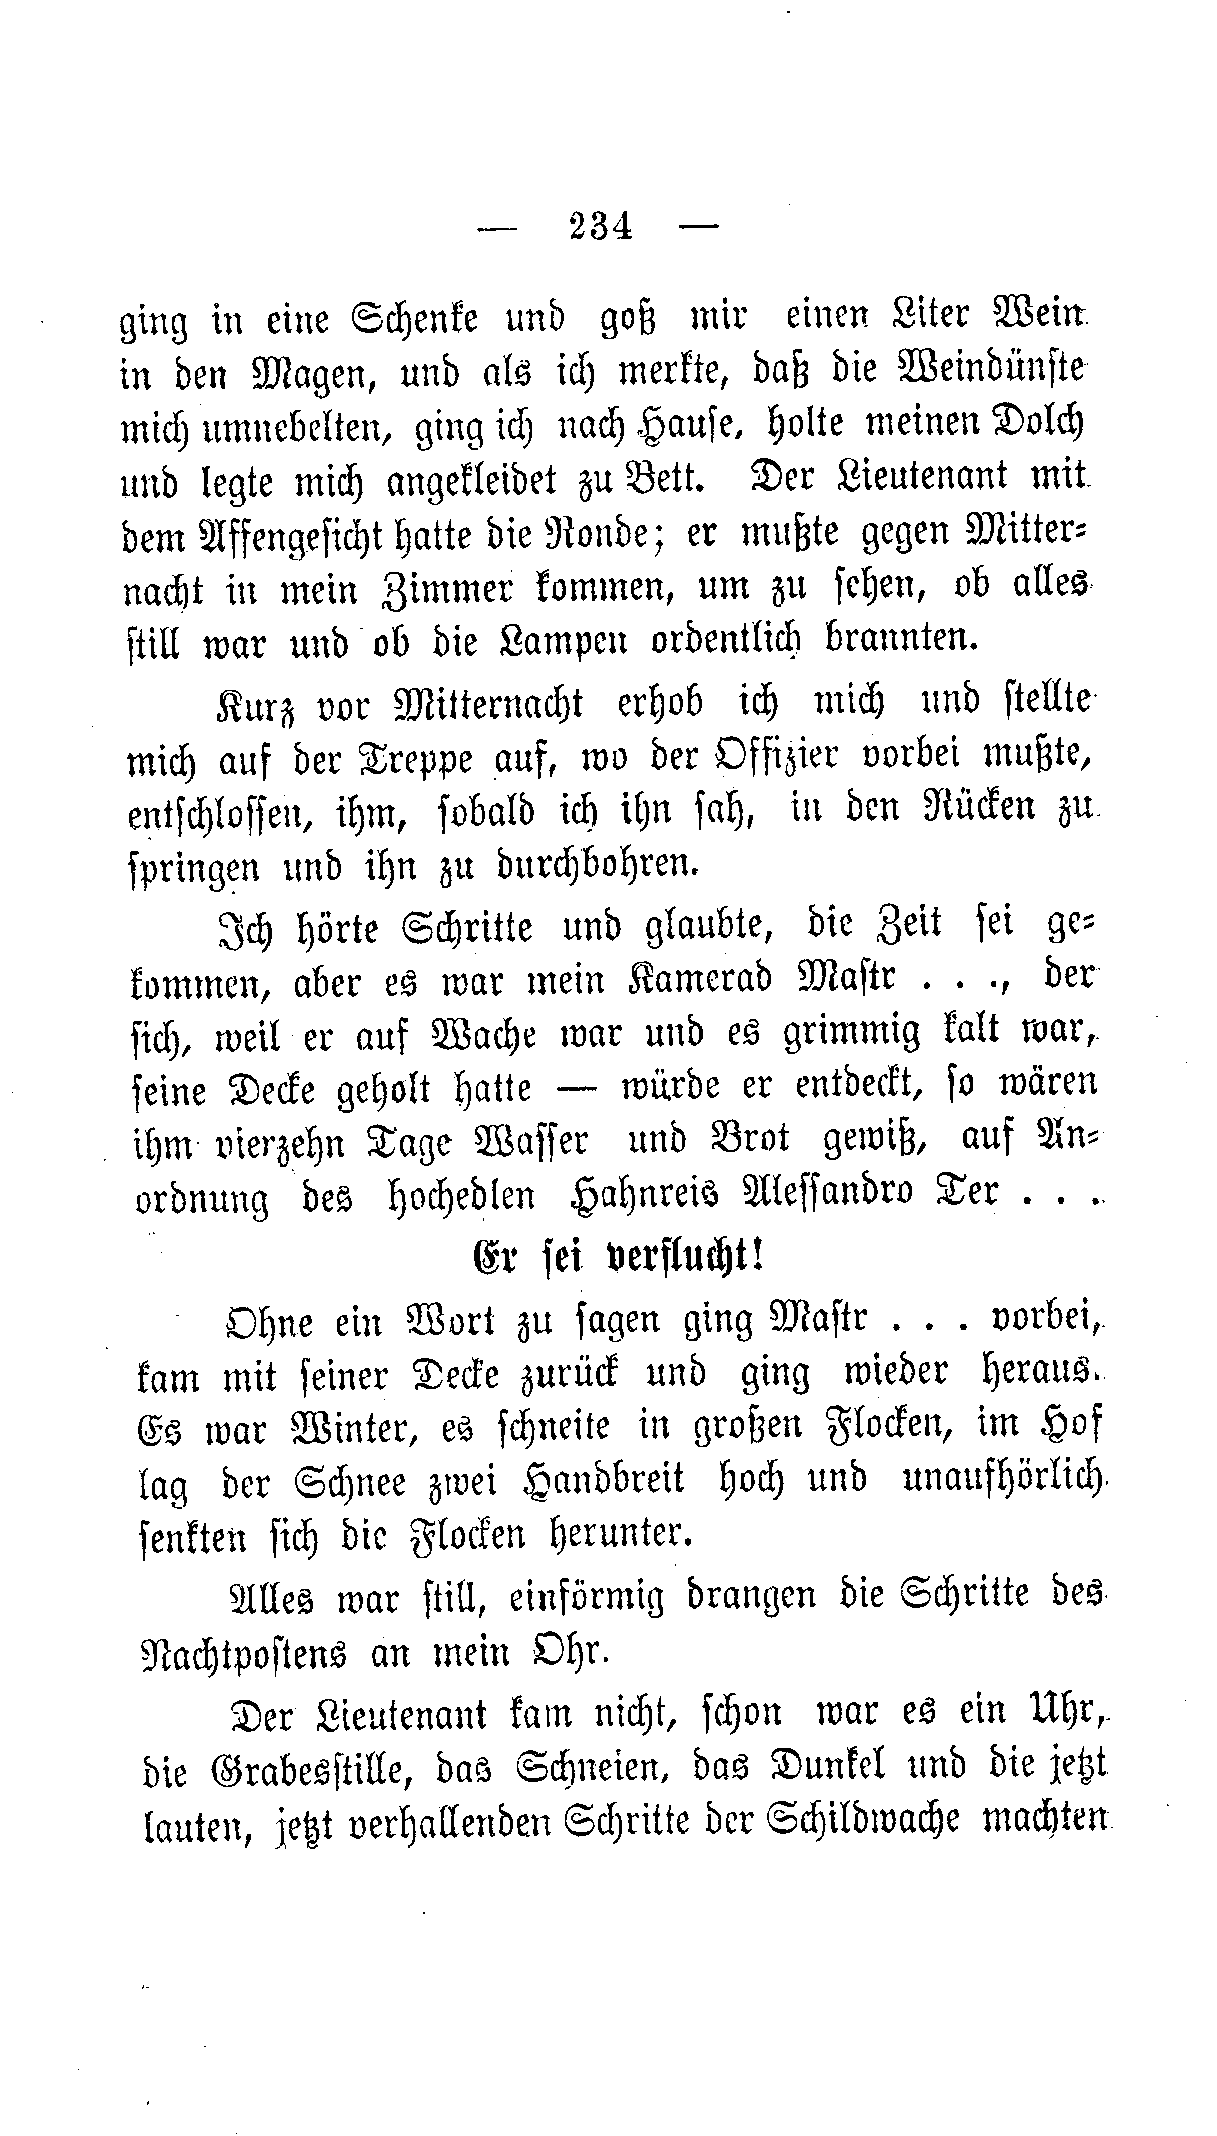 — 234 —
ging in eine Schenke und goß mir einen Liter Wein
in den Magen, und als ich merkte, daß die Weindünste
mich umnebelten, ging ich nach Hause, holte meinen Dolch
und legte mich angekleidet zu Bett. Der Lieutenant mit
dem Affengesicht hatte die Ronde; er mußte gegen Mitter-
nacht in mein Zimmer kommen, um zu sehen, ob alles
still war und ob die Lampen ordentlich brannten.
Kurz vor Mitternacht erhob ich mich und stellte
mich auf der Treppe auf, wo der Offizier vorbei mußte,
entschlossen, ihm, sobald ich ihn sah, in den Rücken zu
springen und ihn zu durchbohren.
Ich hörte Schritte und glaubte, die Zeit sei ge-
kommen, aber es war mein Kamerad Mastr . . ., der
sich, weil er auf Wache war und es grimmig kalt war,
seine Decke geholt hatte — würde er entdeckt, so wären
ihm vierzehn Tage Wasser und Brot gewiß, auf An-
ordnung des hochedlen Hahnreis Alessandro Ter . . .
Er sei verflucht!
Ohne ein Wort zu sagen ging Mastr . . . vorbei,
kam mit seiner Decke zurück und ging wieder heraus.
Es war Winter, es schneite in großen Flocken, im Hof
lag der Schnee zwei Handbreit hoch und unaufhörlich
senkten sich die Flocken herunter.
Alles war still, einförmig drangen die Schritte des
Nachtpostens an mein Ohr.
Der Lieutenant kam nicht, schon war es ein Uhr,
die Grabesstille, das Schneien, das Dunkel und die jetzt
lauten, jetzt verhallenden Schritte der Schildwache machten